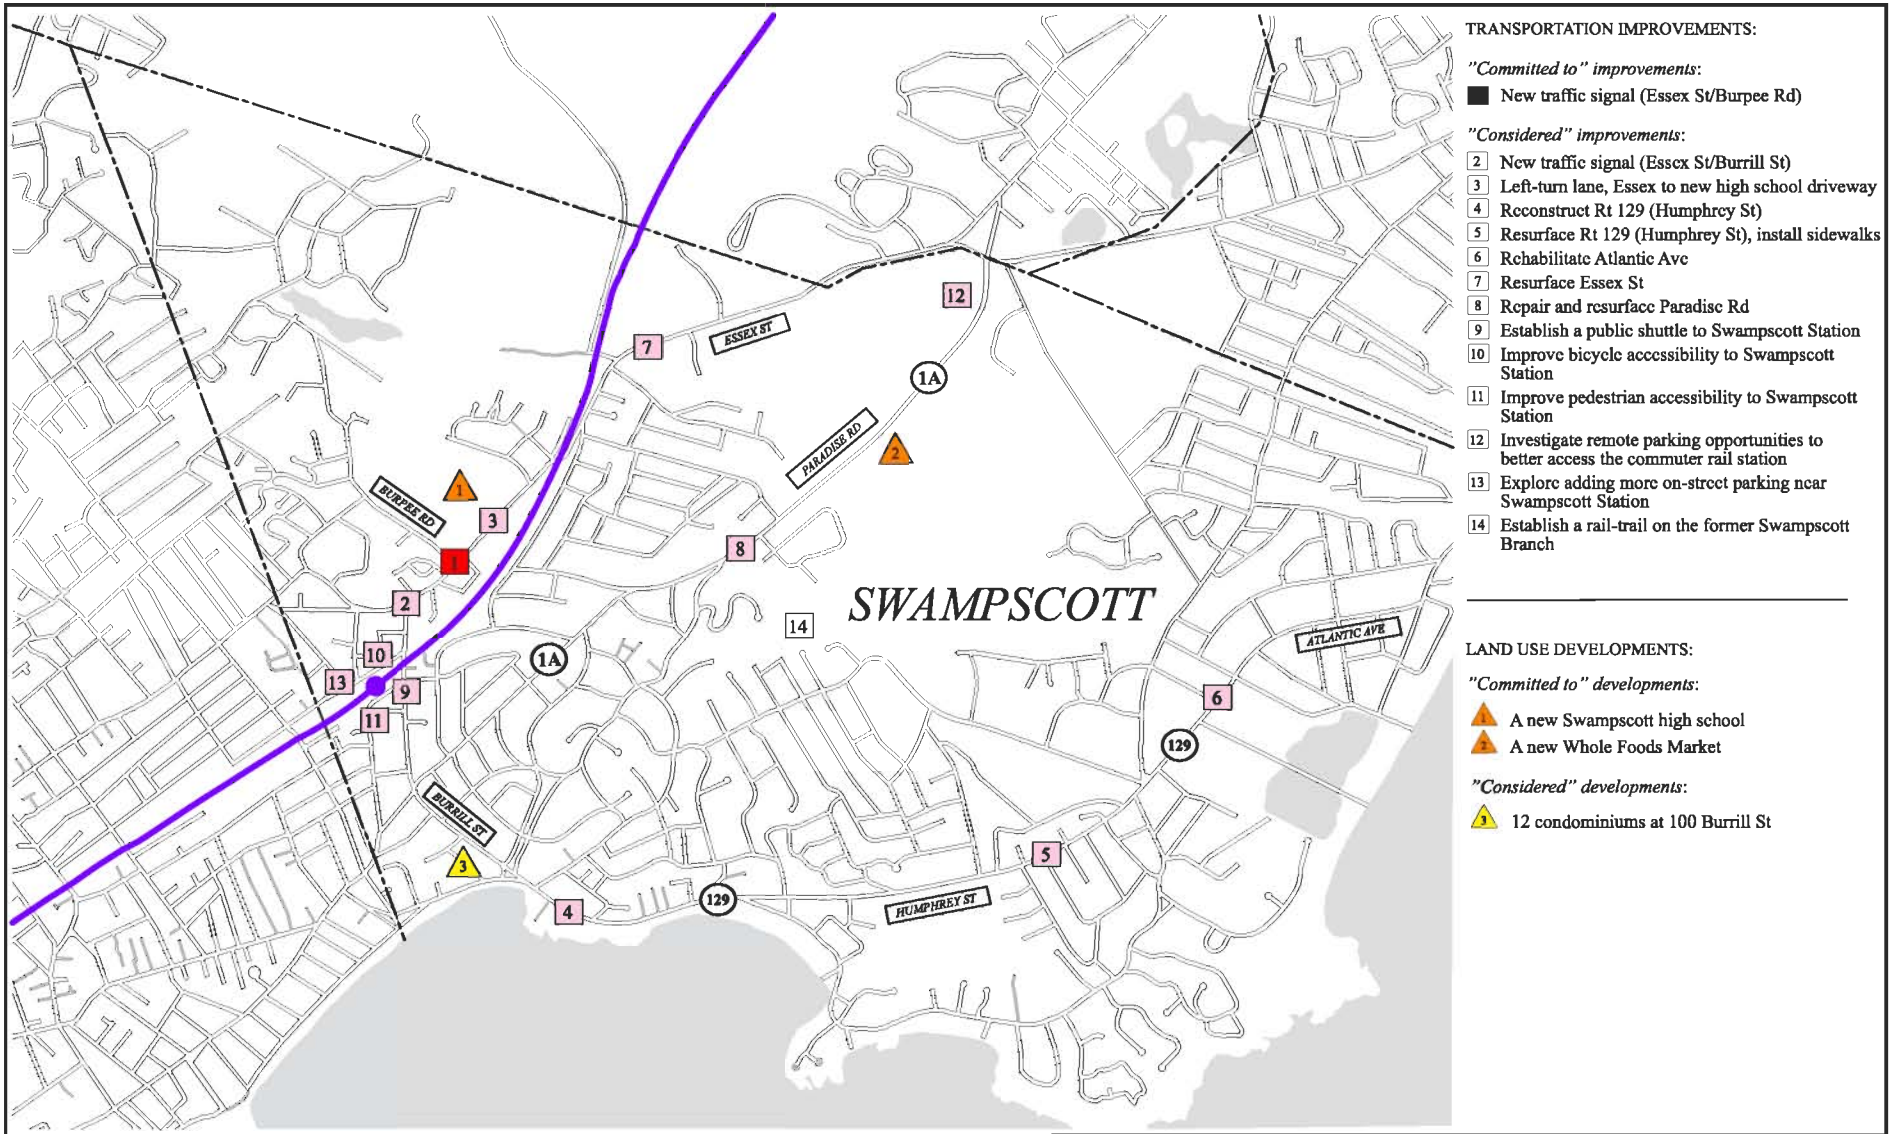 TRANSPORTATION IMPROVEMENTS:
"Committed to" improvements:
New traffic signal (Essex St/Burpee Rd)
"Considered" improvements:
2 New traffic signal (Essex St/Burrill St)
3 Left-turn lane, Essex to new high school driveway
4 Reconstruct Rt 129 (Humphrey St)
5 Resurface Rt 129 (Humphrey St), install sidewalks
6 Rehabilitate Atlantic Ave
7 Resurface Essex St
8 Repair and resurface Paradise Rd
9 Establish a public shuttle to Swampscott Station
10 Improve bicycle accessibility to Swampscott
Station
11 Improve pedestrian accessibility to Swampscott
Station
12 Investigate remote parking opportunities to
better access the commuter rail station
13 Explore adding more on-street parking near
Swampscott Station
14 Establish a rail-trail on the former Swampscott
Branch
LAND USE DEVELOPMENTS:
"Committed to" developments:
1 A new Swampscott high school
2 A new Whole Foods Market
"Considered" developments:
3 12 condominiums at 100 Burrill St
12
ESSEX ST
7
1A
PARADISE RD
2
1
BURPEE RD
3
8
1
2
SWAMPSCOTT
14
ATLANTIC AVE
10
1A
13
9
6
11
129
BURRILL ST
3
5
129
HUMPHREY ST
4